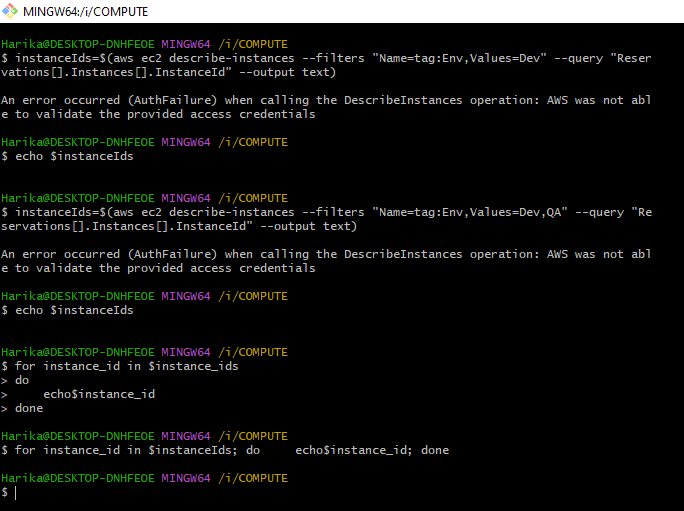 MINGW64:/i/COMPUTE
Harika@DESKTOP-DNHFEOE MINGW64 /i/COMPUTE
$ instanceIds=$(aws ec2 describe-instances --filters "Name=tag:Env,Values=Dev" --query "Reser
vations[].Instances[].InstanceId" --output text)
An error occurred (AuthFailure) when calling the DescribeInstances operation: AWS was not abl
e to validate the provided access credentials
Harika@DESKTOP-DNHFEOE MINGW64 /i/COMPUTE
$ echo $instanceIds
Harika@DESKTOP-DNHFEOE MINGW64 /i/COMPUTE
$ instanceIds=$(aws ec2 describe-instances --filters "Name=tag:Env,Values=Dev,QA" --query "Re
servations[].Instances[].InstanceId" --output text)
An error occurred (AuthFailure) when calling the DescribeInstances operation: AWS was not abl
e to validate the provided access credentials
Harika@DESKTOP-DNHFEOE MINGW64 /i/COMPUTE
$ echo $instanceIds
Harika@DESKTOP-DNHFEOE MINGW64 /i/COMPUTE
$ for instance_id in $instance_ids
> do
>     echo$instance_id
> done
Harika@DESKTOP-DNHFEOE MINGW64 /i/COMPUTE
$ for instance_id in $instanceIds; do     echo$instance_id; done
Harika@DESKTOP-DNHFEOE MINGW64 /i/COMPUTE
$